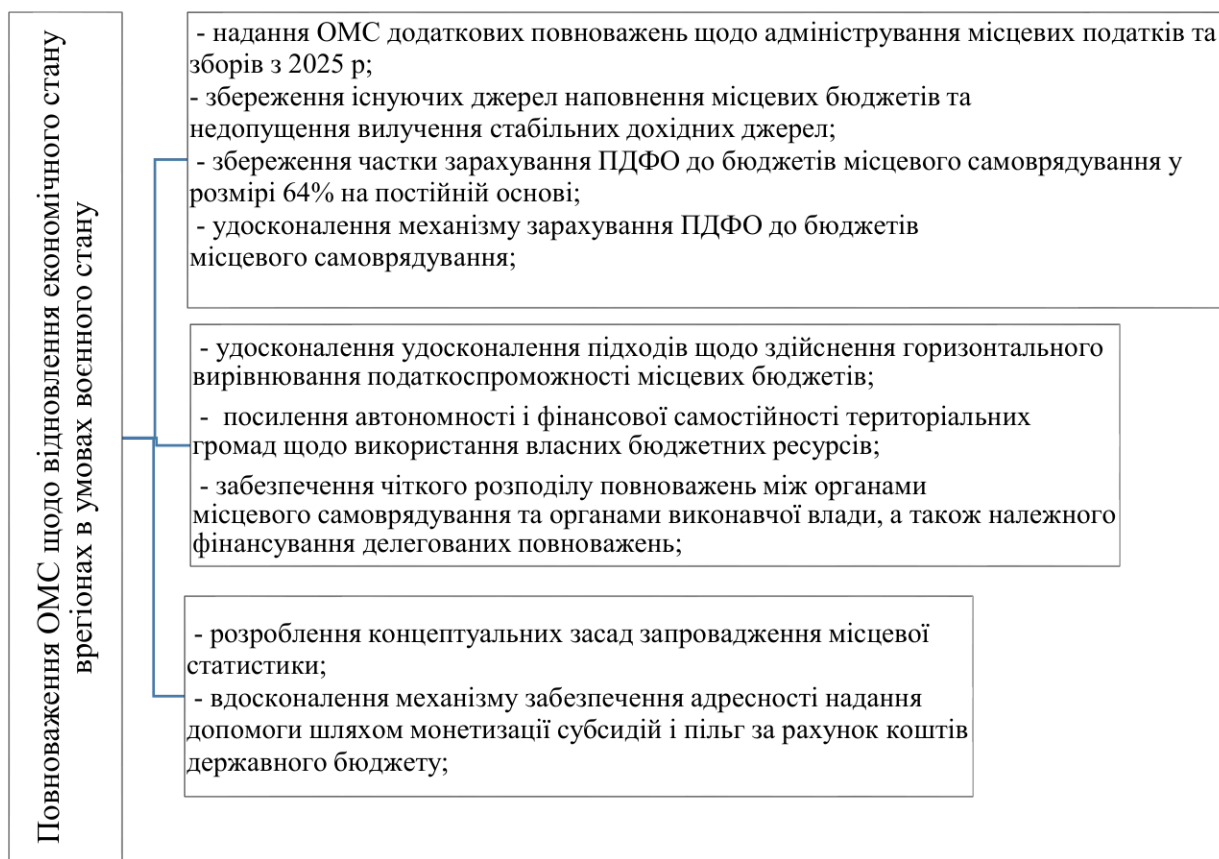 Повноваження ОМС щодо відновлення економічного стану
врегіонах в умовах воєнного стану
- надання ОМС додаткових повноважень щодо адміністрування місцевих податків та
зборів з 2025 р;
- збереження існуючих джерел наповнення місцевих бюджетів та
недопущення вилучення стабільних дохідних джерел;
- збереження частки зарахування ПДФО до бюджетів місцевого самоврядування у
розмірі 64% на постійній основі;
- удосконалення механізму зарахування ПДФО до бюджетів
місцевого самоврядування;
- удосконалення удосконалення підходів щодо здійснення горизонтального
вирівнювання податкоспроможності місцевих бюджетів;
- посилення автономності і фінансової самостійності територіальних
громад щодо використання власних бюджетних ресурсів;
- забезпечення чіткого розподілу повноважень між органами
місцевого самоврядування та органами виконавчої влади, а також належного
фінансування делегованих повноважень;
- розроблення концептуальних засад запровадження місцевої
статистики;
- вдосконалення механізму забезпечення адресності надання
допомоги шляхом монетизації субсидій і пільг за рахунок коштів
державного бюджету;